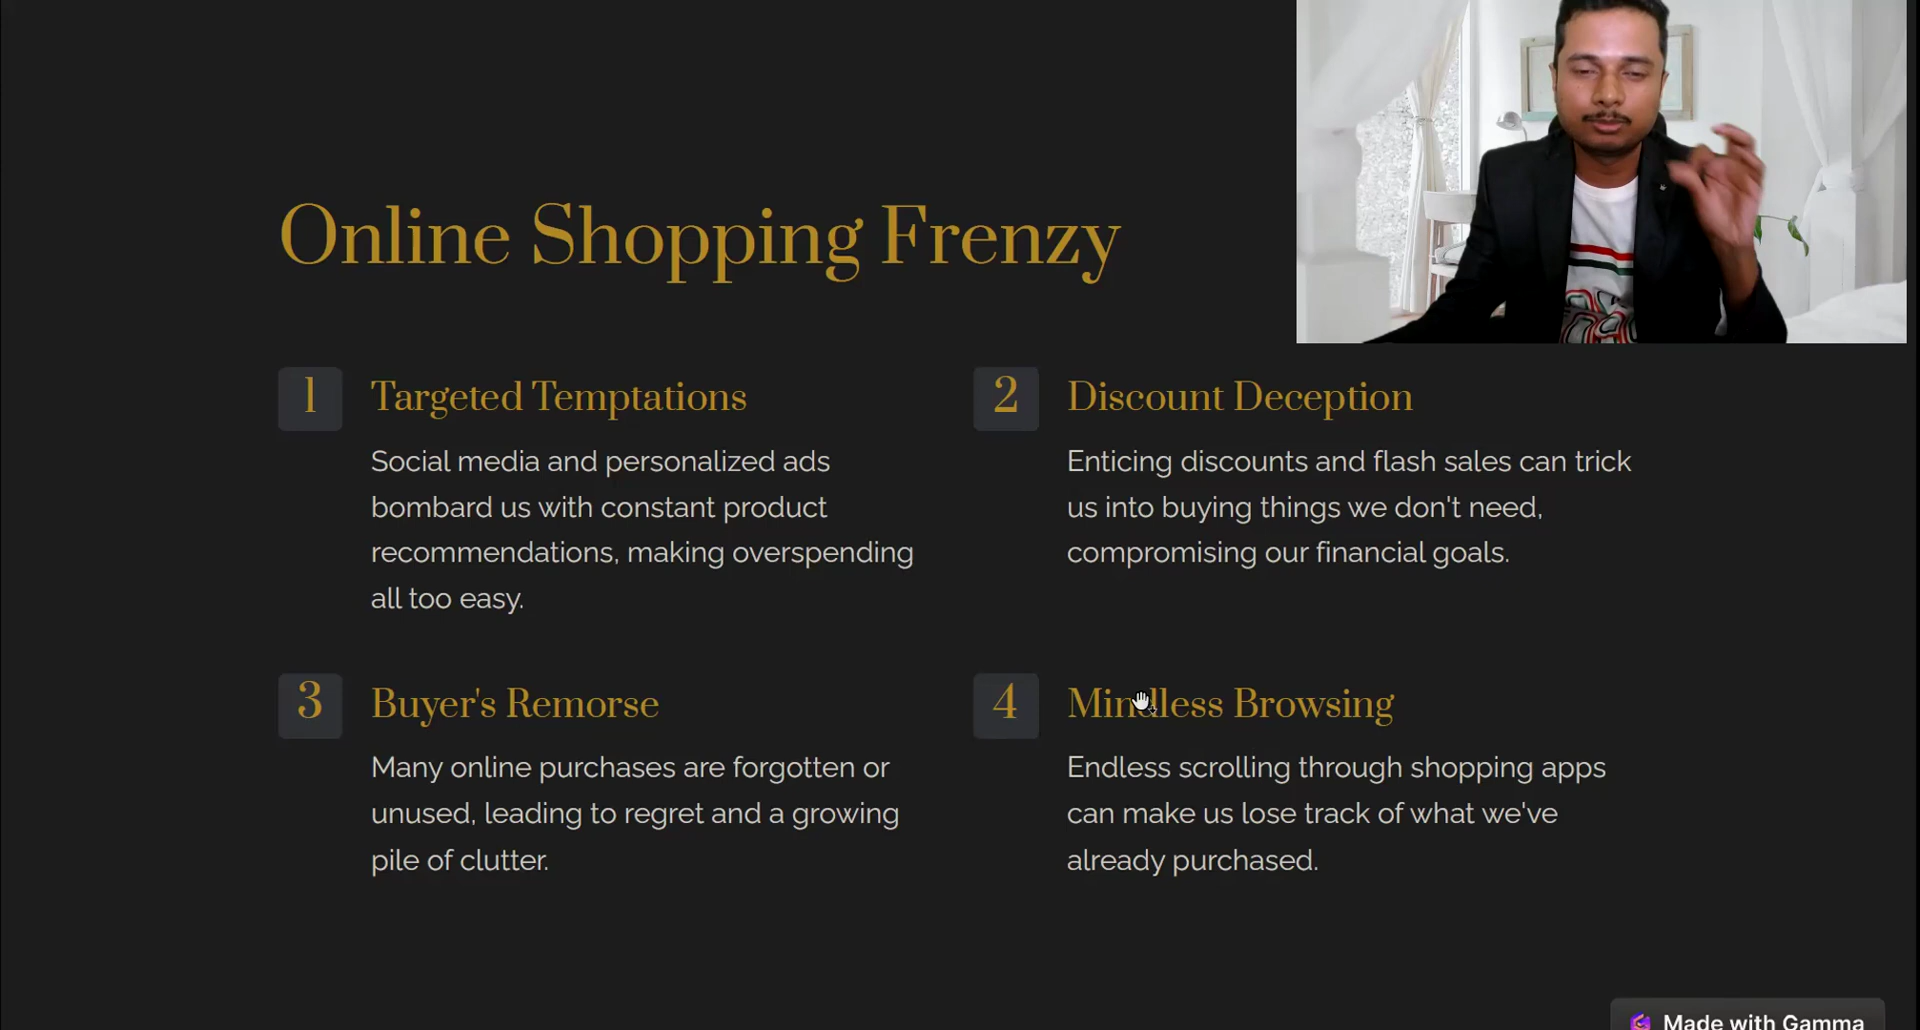 Online Shopping Frenzy
1
Targeted Temptations
Social media and personalized ads
bombard us with constant product
recommendations, making overspending
all too easy.
2
Discount Deception
Enticing discounts and flash sales can trick
us into buying things we don't need,
compromising our financial goals.
3
Buyer's Remorse
Many online purchases are forgotten or
unused, leading to regret and a growing
pile of clutter.
4
Mindless Browsing
Endless scrolling through shopping apps
can make us lose track of what we've
already purchased.
Made with Gamma